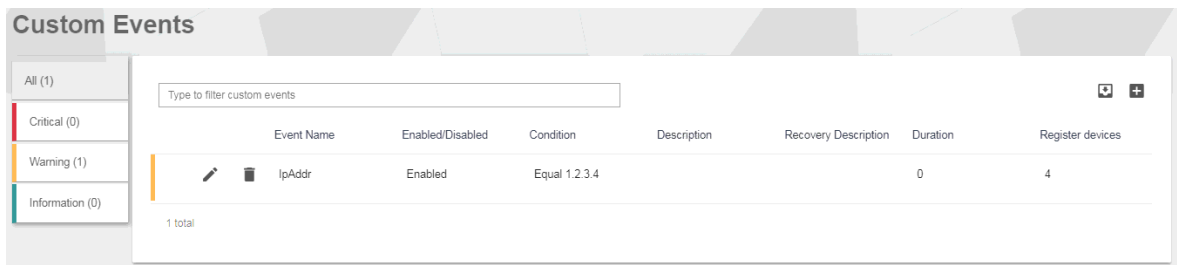 Custom Events
All (1)
Critical (0)
Warning (1)
Information (0)
Type to filter custom events
Event Name Enabled/Disabled Condition Description Recovery Description Duration Register devices
IpAddr Enabled Equal 1.2.3.4 0 4
1 total